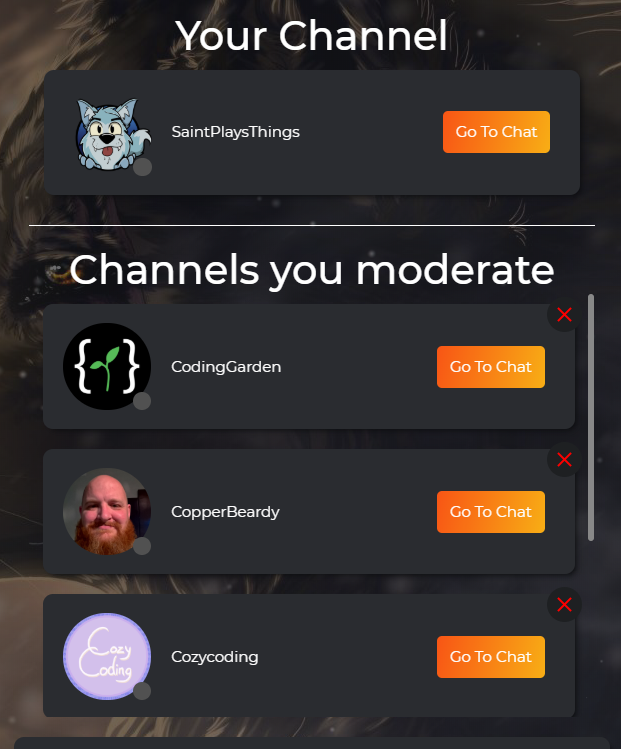 Your Channel
SaintPlaysThings
Go To Chat
Channels you moderate
CodingGarden
Go To Chat
CopperBeardy
Go To Chat
Cozy
Coding
Cozycoding
Go To Chat